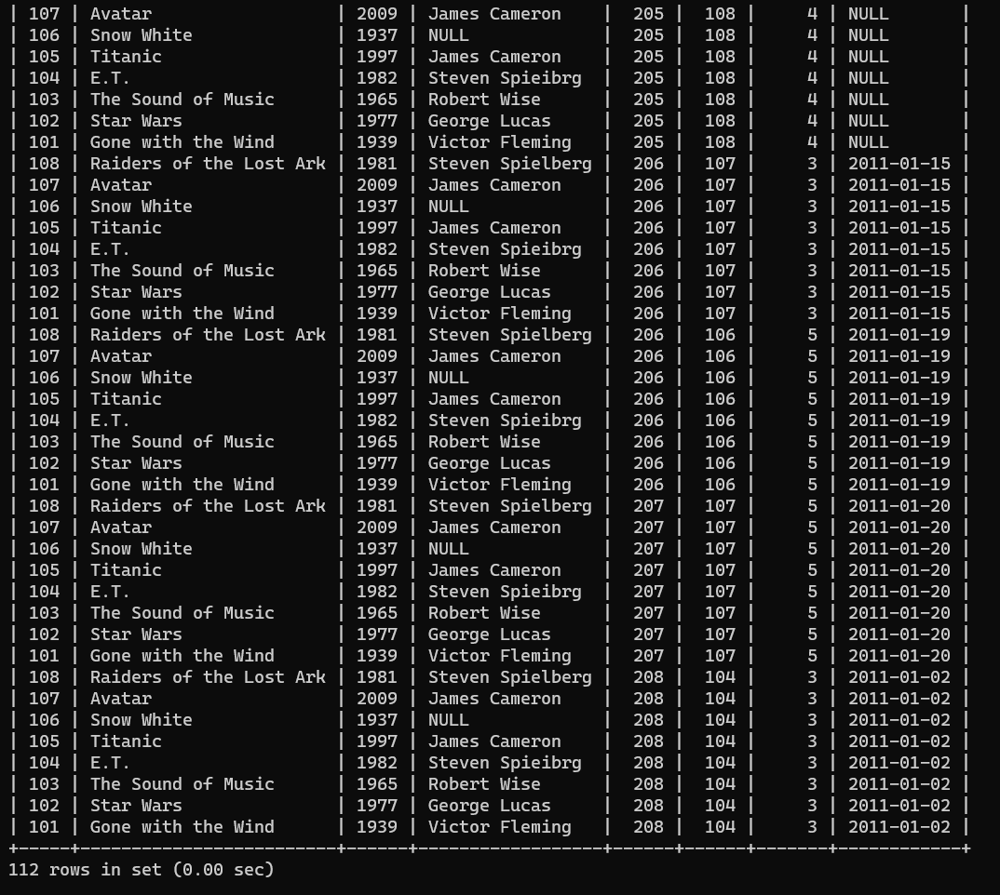 | 107 | Avatar                  | 2009 | James Cameron    |  205 |  108 |     4 | NULL       |
| 106 | Snow White              | 1937 | NULL             |  205 |  108 |     4 | NULL       |
| 105 | Titanic                 | 1997 | James Cameron    |  205 |  108 |     4 | NULL       |
| 104 | E.T.                    | 1982 | Steven Spieibrg  |  205 |  108 |     4 | NULL       |
| 103 | The Sound of Music      | 1965 | Robert Wise      |  205 |  108 |     4 | NULL       |
| 102 | Star Wars               | 1977 | George Lucas     |  205 |  108 |     4 | NULL       |
| 101 | Gone with the Wind      | 1939 | Victor Fleming   |  205 |  108 |     4 | NULL       |
| 108 | Raiders of the Lost Ark | 1981 | Steven Spielberg |  206 |  107 |     3 | 2011-01-15 |
| 107 | Avatar                  | 2009 | James Cameron    |  206 |  107 |     3 | 2011-01-15 |
| 106 | Snow White              | 1937 | NULL             |  206 |  107 |     3 | 2011-01-15 |
| 105 | Titanic                 | 1997 | James Cameron    |  206 |  107 |     3 | 2011-01-15 |
| 104 | E.T.                    | 1982 | Steven Spieibrg  |  206 |  107 |     3 | 2011-01-15 |
| 103 | The Sound of Music      | 1965 | Robert Wise      |  206 |  107 |     3 | 2011-01-15 |
| 102 | Star Wars               | 1977 | George Lucas     |  206 |  107 |     3 | 2011-01-15 |
| 101 | Gone with the Wind      | 1939 | Victor Fleming   |  206 |  107 |     3 | 2011-01-15 |
| 108 | Raiders of the Lost Ark | 1981 | Steven Spielberg |  206 |  106 |     5 | 2011-01-19 |
| 107 | Avatar                  | 2009 | James Cameron    |  206 |  106 |     5 | 2011-01-19 |
| 106 | Snow White              | 1937 | NULL             |  206 |  106 |     5 | 2011-01-19 |
| 105 | Titanic                 | 1997 | James Cameron    |  206 |  106 |     5 | 2011-01-19 |
| 104 | E.T.                    | 1982 | Steven Spieibrg  |  206 |  106 |     5 | 2011-01-19 |
| 103 | The Sound of Music      | 1965 | Robert Wise      |  206 |  106 |     5 | 2011-01-19 |
| 102 | Star Wars               | 1977 | George Lucas     |  206 |  106 |     5 | 2011-01-19 |
| 101 | Gone with the Wind      | 1939 | Victor Fleming   |  206 |  106 |     5 | 2011-01-19 |
| 108 | Raiders of the Lost Ark | 1981 | Steven Spielberg |  207 |  107 |     5 | 2011-01-20 |
| 107 | Avatar                  | 2009 | James Cameron    |  207 |  107 |     5 | 2011-01-20 |
| 106 | Snow White              | 1937 | NULL             |  207 |  107 |     5 | 2011-01-20 |
| 105 | Titanic                 | 1997 | James Cameron    |  207 |  107 |     5 | 2011-01-20 |
| 104 | E.T.                    | 1982 | Steven Spieibrg  |  207 |  107 |     5 | 2011-01-20 |
| 103 | The Sound of Music      | 1965 | Robert Wise      |  207 |  107 |     5 | 2011-01-20 |
| 102 | Star Wars               | 1977 | George Lucas     |  207 |  107 |     5 | 2011-01-20 |
| 101 | Gone with the Wind      | 1939 | Victor Fleming   |  207 |  107 |     5 | 2011-01-20 |
| 108 | Raiders of the Lost Ark | 1981 | Steven Spielberg |  208 |  104 |     3 | 2011-01-02 |
| 107 | Avatar                  | 2009 | James Cameron    |  208 |  104 |     3 | 2011-01-02 |
| 106 | Snow White              | 1937 | NULL             |  208 |  104 |     3 | 2011-01-02 |
| 105 | Titanic                 | 1997 | James Cameron    |  208 |  104 |     3 | 2011-01-02 |
| 104 | E.T.                    | 1982 | Steven Spieibrg  |  208 |  104 |     3 | 2011-01-02 |
| 103 | The Sound of Music      | 1965 | Robert Wise      |  208 |  104 |     3 | 2011-01-02 |
| 102 | Star Wars               | 1977 | George Lucas     |  208 |  104 |     3 | 2011-01-02 |
| 101 | Gone with the Wind      | 1939 | Victor Fleming   |  208 |  104 |     3 | 2011-01-02 |
+-----+-------------------------+------+------------------+------+------+-------+------------+
112 rows in set (0.00 sec)